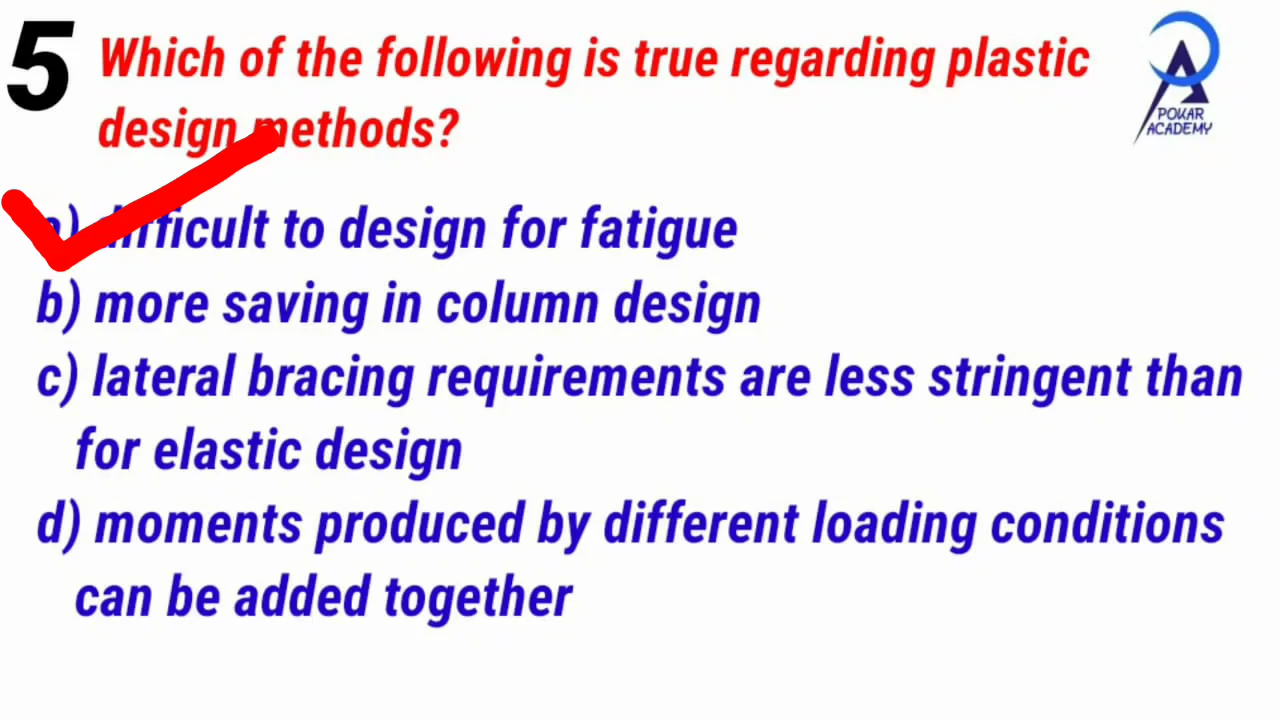 5
Which of the following is true regarding plastic
design methods?
POKAR
ACADEMY
a) difficult to design for fatigue
b) more saving in column design
c) lateral bracing requirements are less stringent than
for elastic design
d) moments produced by different loading conditions
can be added together